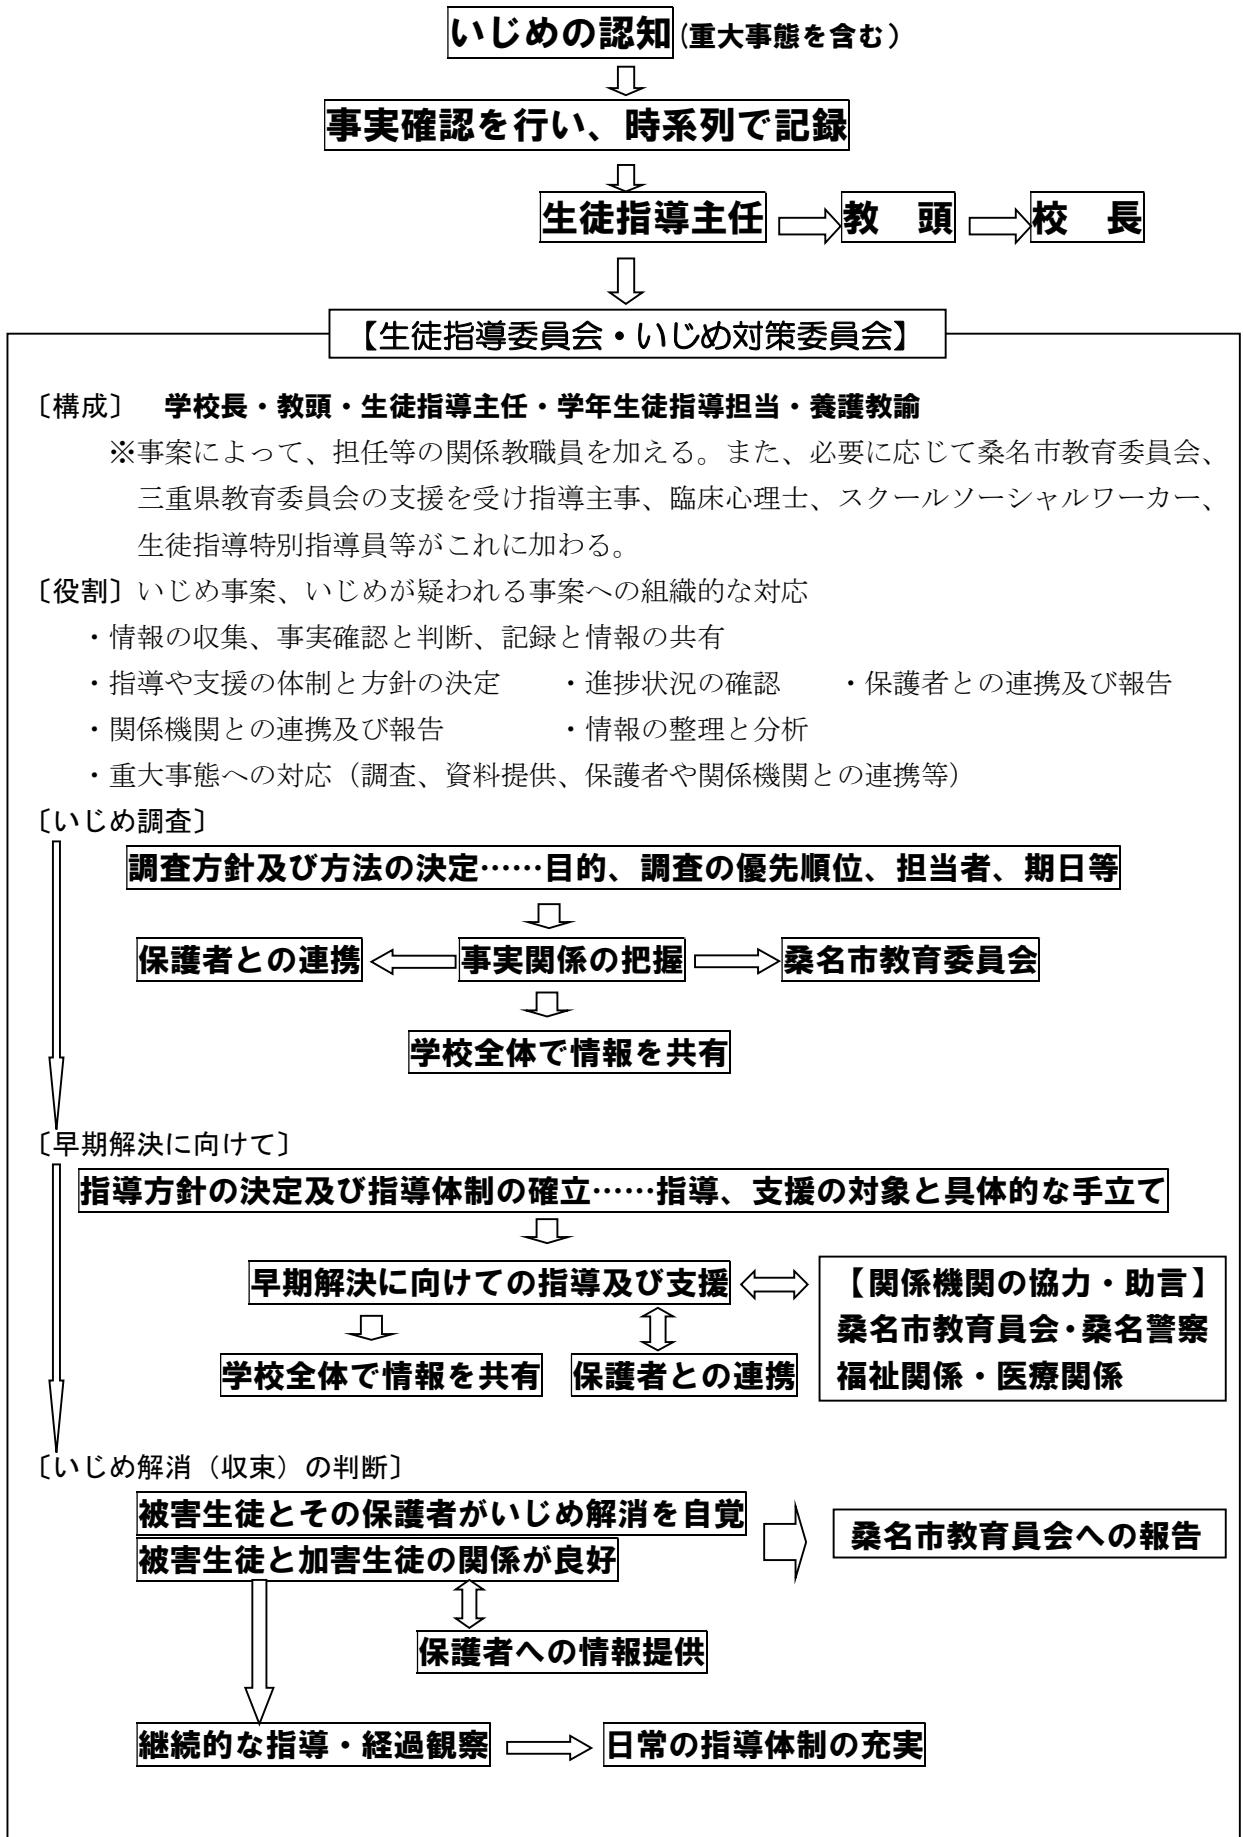 いじめの認知(重大事態を含む)
事実確認を行い、時系列で記録
生徒指導主任 教 頭 校 長
【生徒指導委員会・いじめ対策委員会】
〔構成〕 学校長・教頭・生徒指導主任・学年生徒指導担当・養護教諭
※事案によって、担任等の関係教職員を加える。また、必要に応じて桑名市教育委員会、
三重県教育委員会の支援を受け指導主事、臨床心理士、スクールソーシャルワーカー、
生徒指導特別指導員等がこれに加わる。
〔役割〕いじめ事案、いじめが疑われる事案への組織的な対応
・情報の収集、事実確認と判断、記録と情報の共有
・指導や支援の体制と方針の決定 ・進捗状況の確認 ・保護者との連携及び報告
・関係機関との連携及び報告 ・情報の整理と分析
・重大事態への対応（調査、資料提供、保護者や関係機関との連携等）
〔いじめ調査〕
調査方針及び方法の決定……目的、調査の優先順位、担当者、期日等
保護者との連携 事実関係の把握 桑名市教育委員会
学校全体で情報を共有
〔早期解決に向けて〕
指導方針の決定及び指導体制の確立……指導、支援の対象と具体的な手立て
早期解決に向けての指導及び支援
【関係機関の協力・助言】
桑名市教育員会・桑名警察
福祉関係・医療関係
学校全体で情報を共有 保護者との連携
〔いじめ解消（収束）の判断〕
被害生徒とその保護者がいじめ解消を自覚
被害生徒と加害生徒の関係が良好
桑名市教育員会への報告
保護者への情報提供
継続的な指導・経過観察 日常の指導体制の充実